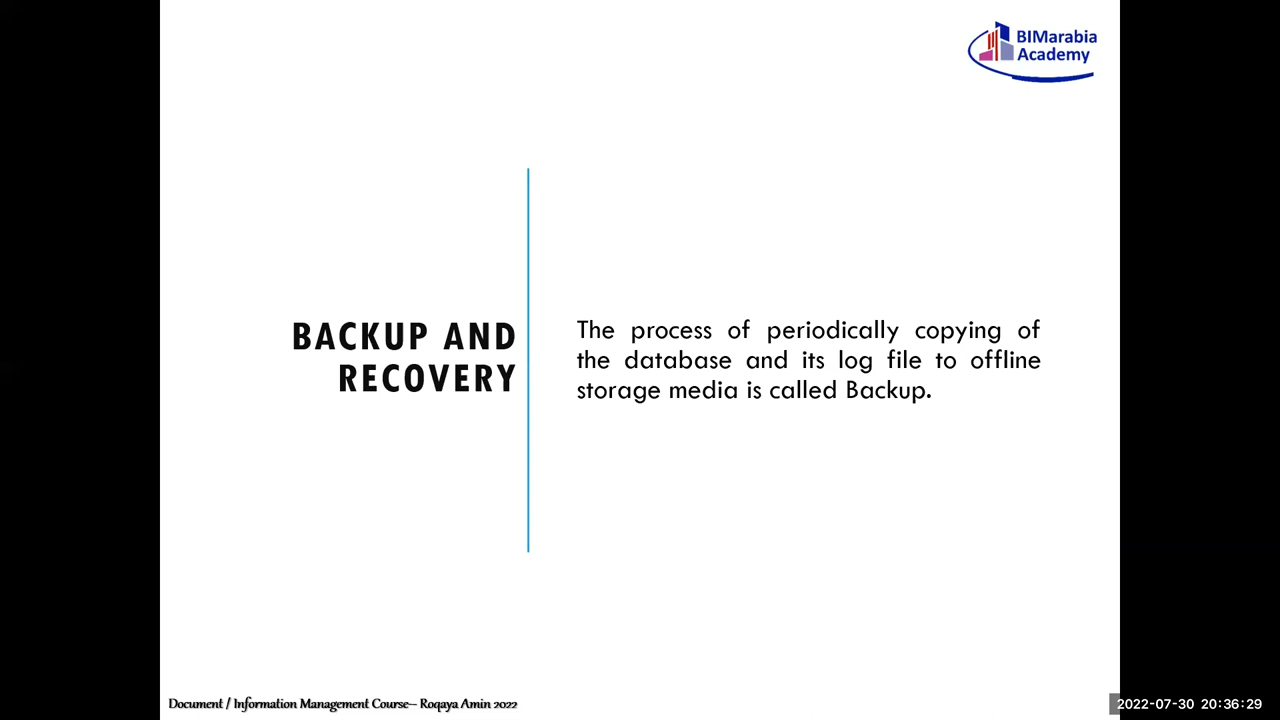 BIMarabia
Academy
BACKUP AND
RECOVERY
The process of periodically copying of
the database and its log file to offline
storage media is called Backup.
Document / Information Management Course– Roqaya Amin 2022
2022-07-30 20:36:29